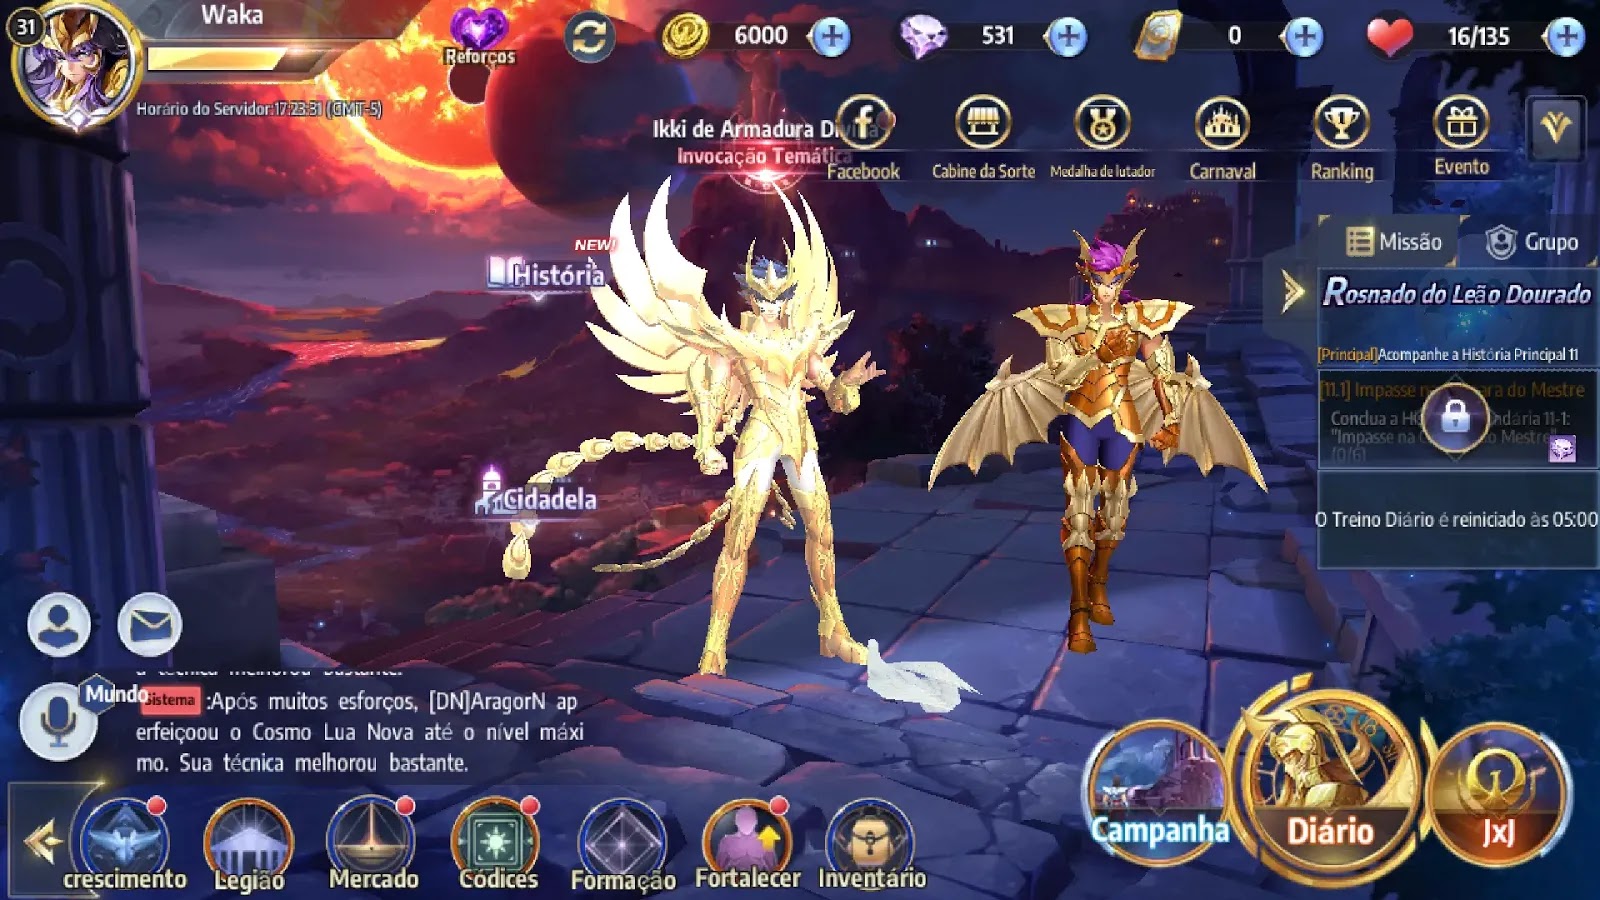 31
Waka
Horário do Servidor:17:23:31 (GMT-5)
Reforços
6000
531
0
16/135
Ikki de Armadura
Invocação Temática
Facebook
Cabine da Sorte
Medalha de lutador
Carnaval
Ranking
Evento
Missão
Grupo
Rosnado do Leão Dourado
[Principal]Acompanhe a História Principal 11
[11.1] Impasse do Mestre
Conclua a 11-1:
"Impasse na Mestre"
(0/6)
O Treino Diário é reiniciado às 05:00
NEW!
História
Cidadela
a técnica melhorou bastante.
Mundo
Sistema :Após muitos esforços, [DN]AragorN ap
erfeiçoou o Cosmo Lua Nova até o nível máxi
mo. Sua técnica melhorou bastante.
crescimento
Legião
Mercado
Códices
Formação
Fortalecer
Inventário
Campanha
Diário
JxJ